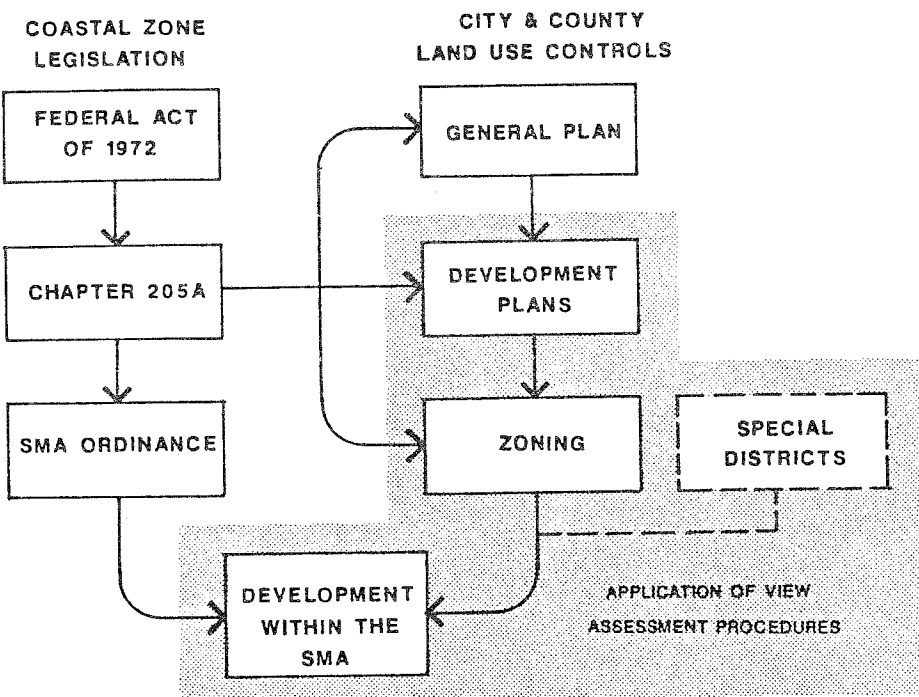 COASTAL ZONE
LEGISLATION
CITY & COUNTY
LAND USE CONTROLS
FEDERAL ACT
OF 1972
GENERAL PLAN
CHAPTER 205A
DEVELOPMENT
PLANS
SMA ORDINANCE
ZONING
SPECIAL
DISTRICTS
DEVELOPMENT
WITHIN THE
SMA
APPLICATION OF VIEW
ASSESSMENT PROCEDURES